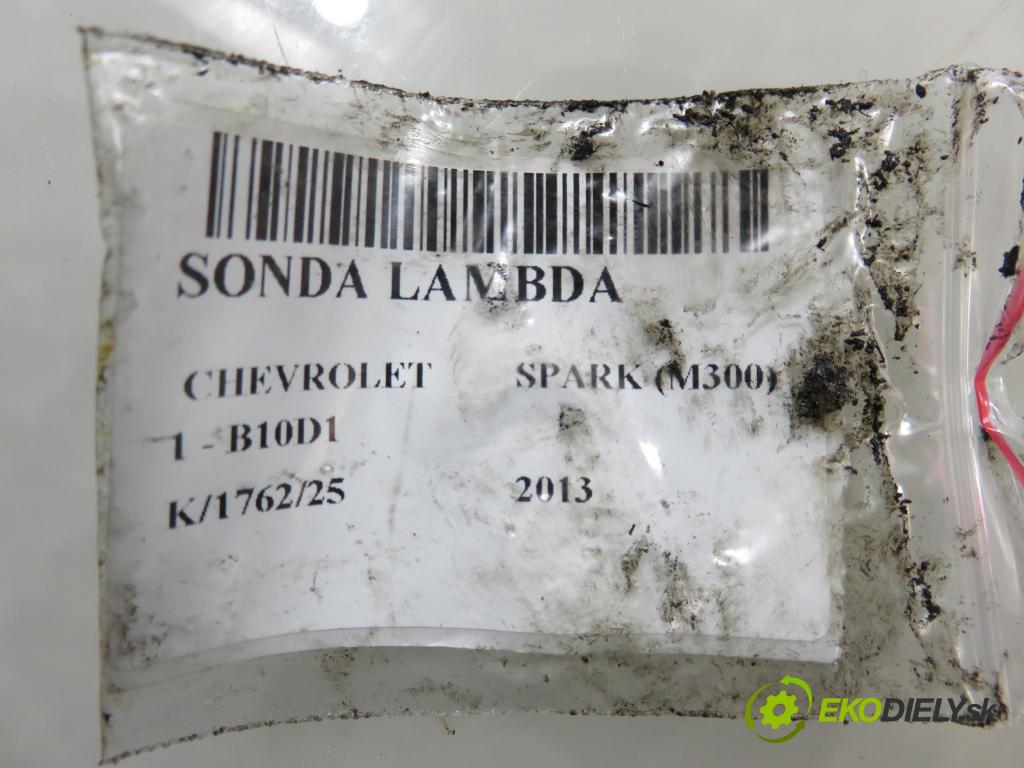 SONDA LAMBDA
CHEVROLET SPARK (M300)
1 - B10D1
K/1762/25 2013
EKODIELY.sk